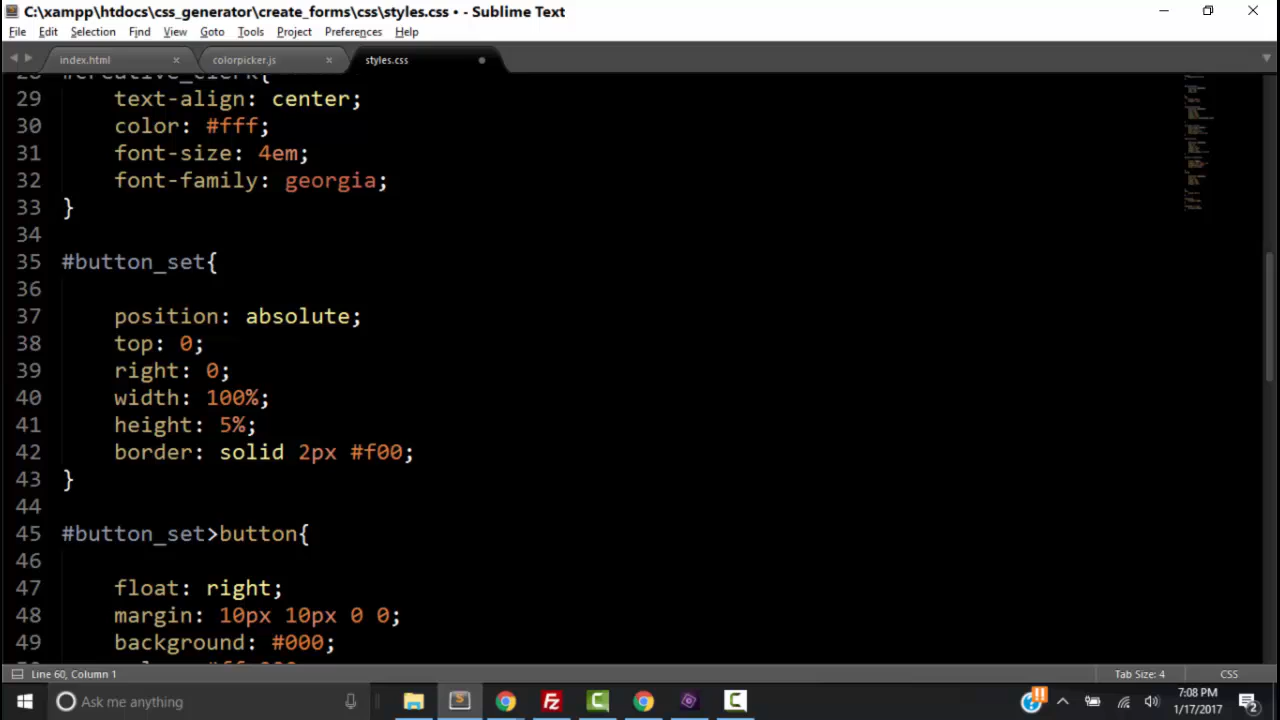 C:\xampp\htdocs\css_generator\create_forms\css\styles.css • - Sublime Text
File Edit Selection Find View Goto Tools Project Preferences Help
index.html × colorpicker.js × styles.css
29 text-align: center;
30 color: #fff;
31 font-size: 4em;
32 font-family: georgia;
33 }
34
35 #button_set{
36
37 position: absolute;
38 top: 0;
39 right: 0;
40 width: 100%;
41 height: 5%;
42 border: solid 2px #f00;
43 }
44
45 #button_set>button{
46
47 float: right;
48 margin: 10px 10px 0 0;
49 background: #000;
Line 60, Column 1 Tab Size: 4 CSS
Ask me anything
7:08 PM
1/17/2017
2